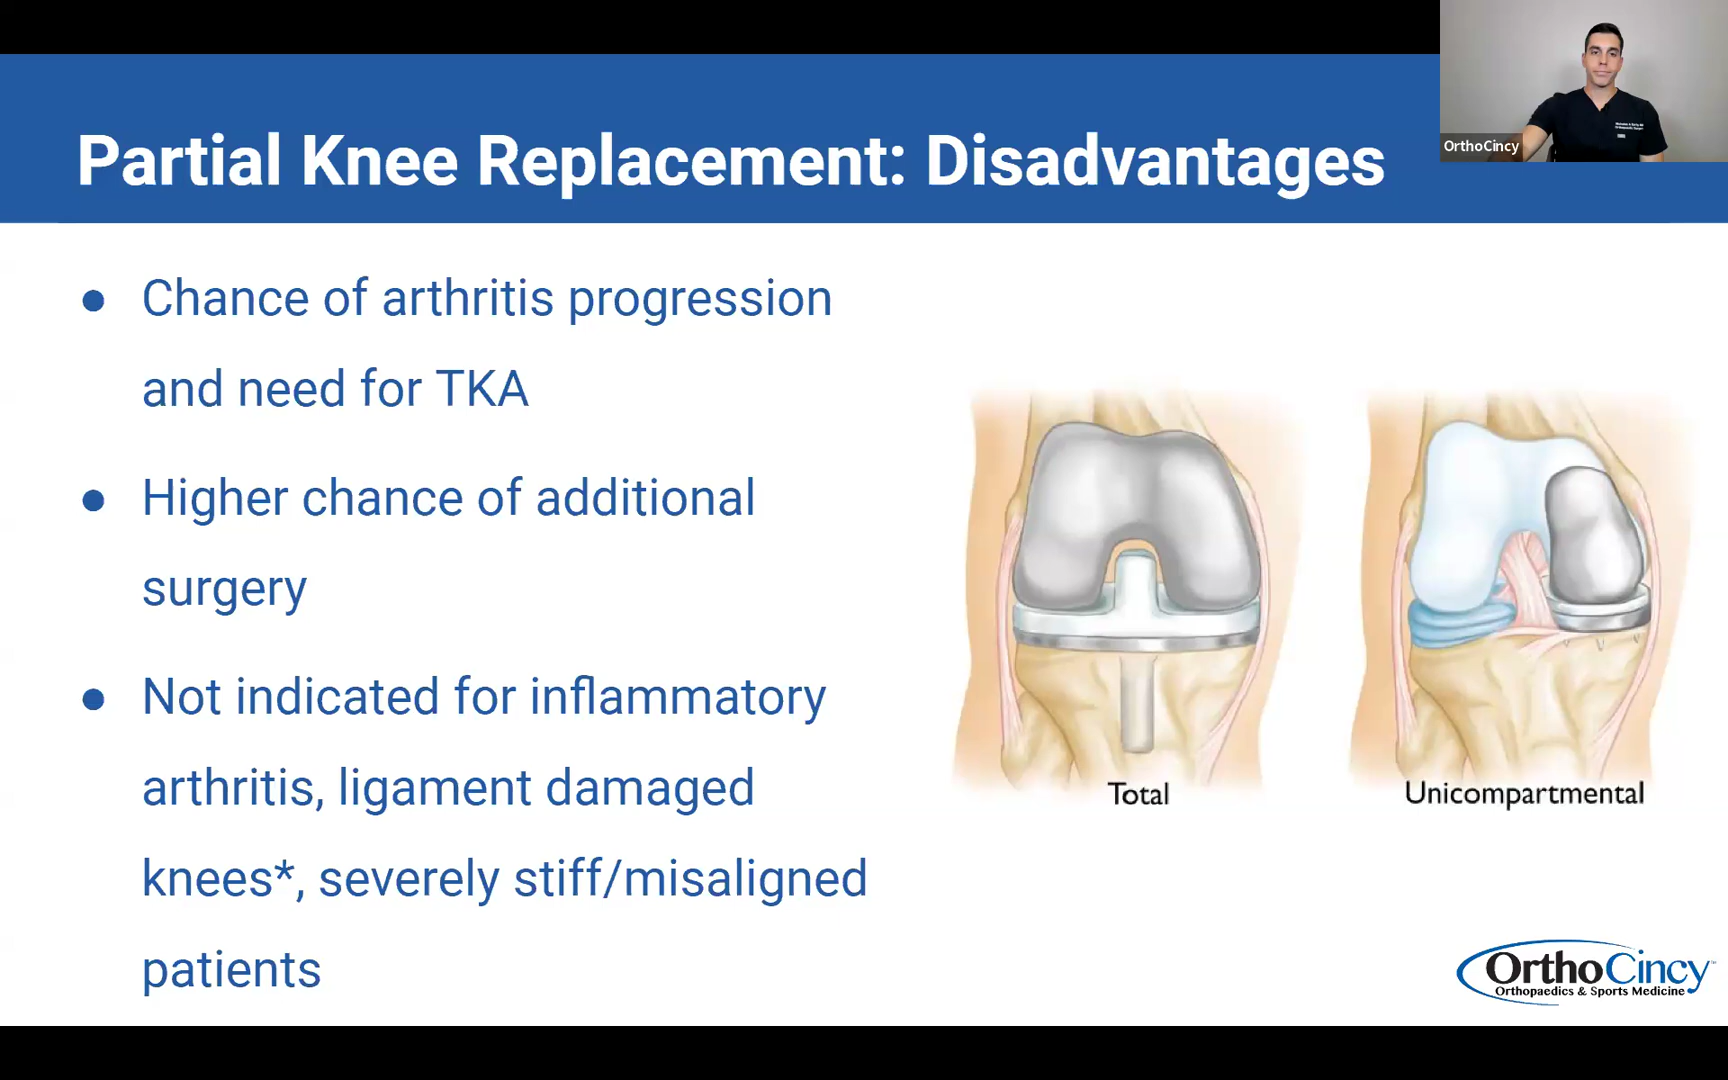 Partial Knee Replacement: Disadvantages
OrthoCincy
● Chance of arthritis progression
and need for TKA
● Higher chance of additional
surgery
● Not indicated for inflammatory
arthritis, ligament damaged
knees*, severely stiff/misaligned
patients
Total
Unicompartmental
OrthoCincy™
Orthopaedics & Sports Medicine